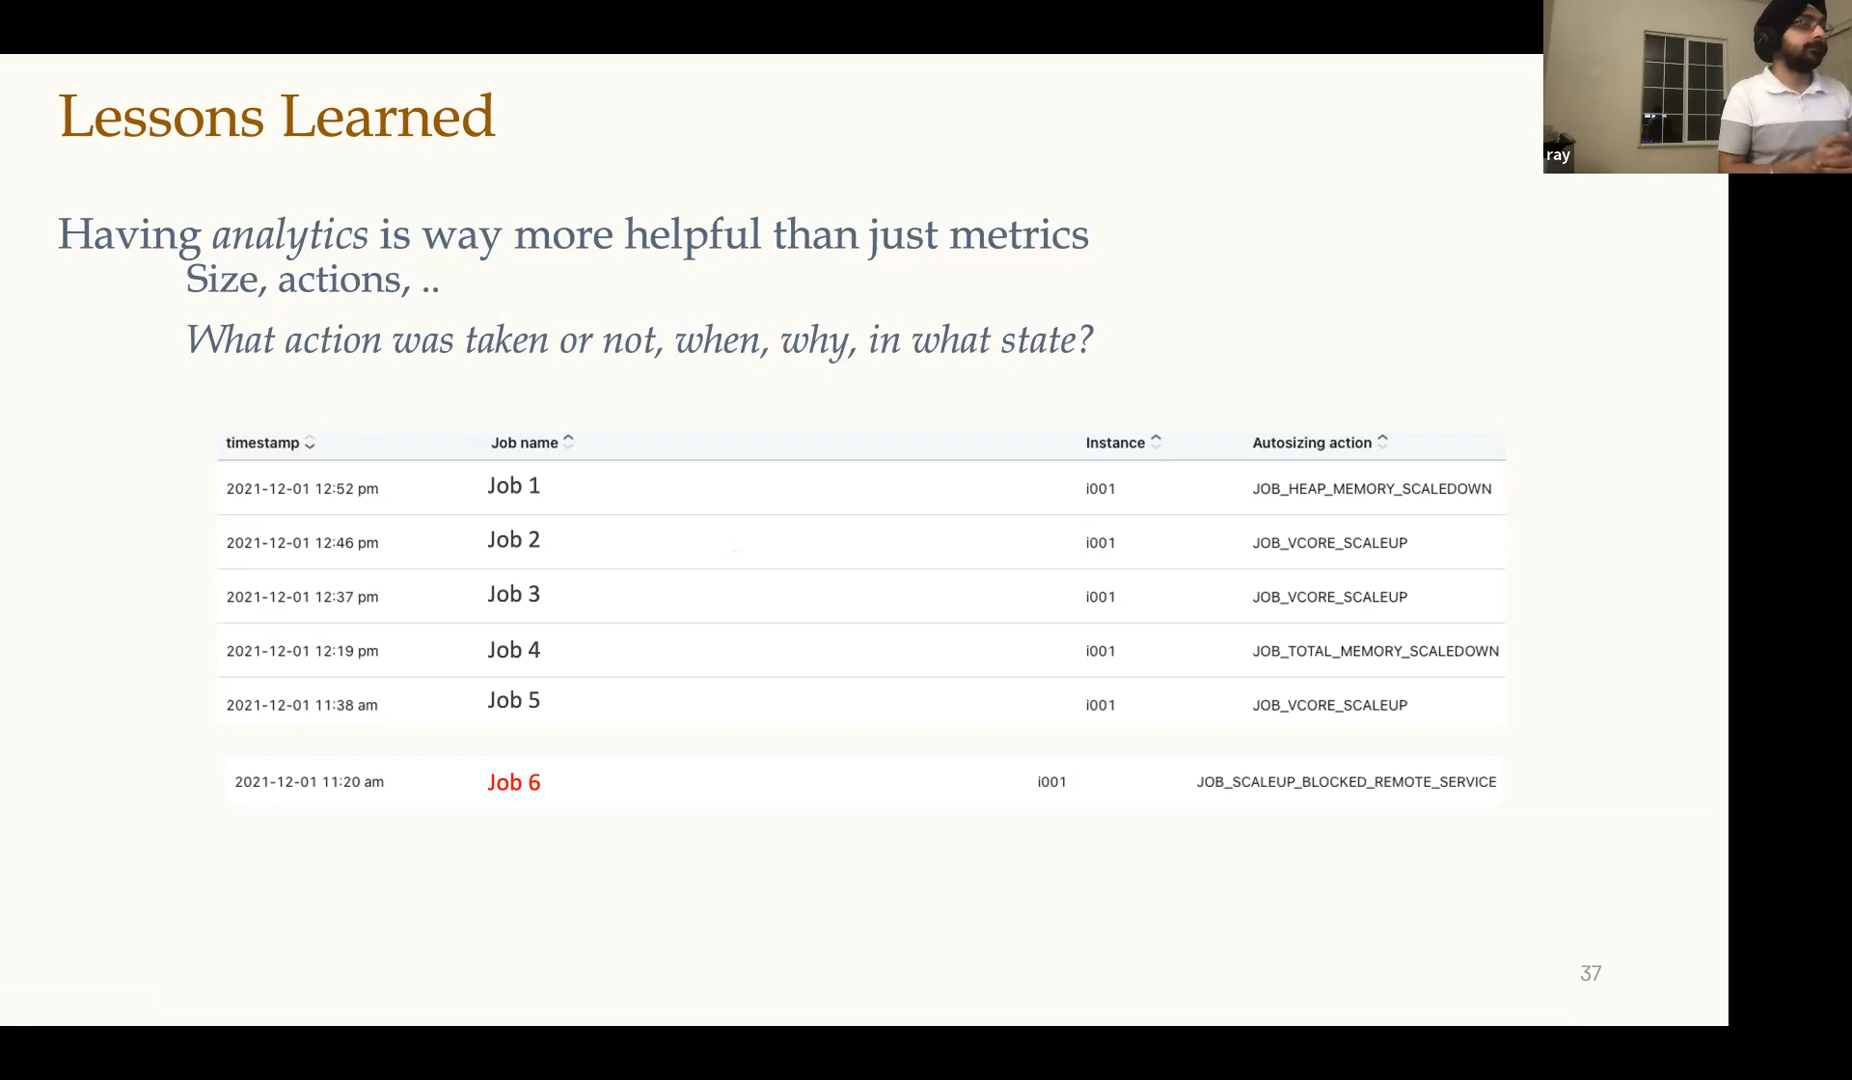 Lessons Learned
ray
Having analytics is way more helpful than just metrics
Size, actions, ..
What action was taken or not, when, why, in what state?
timestamp Job name Instance Autosizing action
2021-12-01 12:52 pm Job 1 i001 JOB_HEAP_MEMORY_SCALEDOWN
2021-12-01 12:46 pm Job 2 i001 JOB_VCORE_SCALEUP
2021-12-01 12:37 pm Job 3 i001 JOB_VCORE_SCALEUP
2021-12-01 12:19 pm Job 4 i001 JOB_TOTAL_MEMORY_SCALEDOWN
2021-12-01 11:38 am Job 5 i001 JOB_VCORE_SCALEUP
2021-12-01 11:20 am Job 6 i001 JOB_SCALEUP_BLOCKED_REMOTE_SERVICE
37